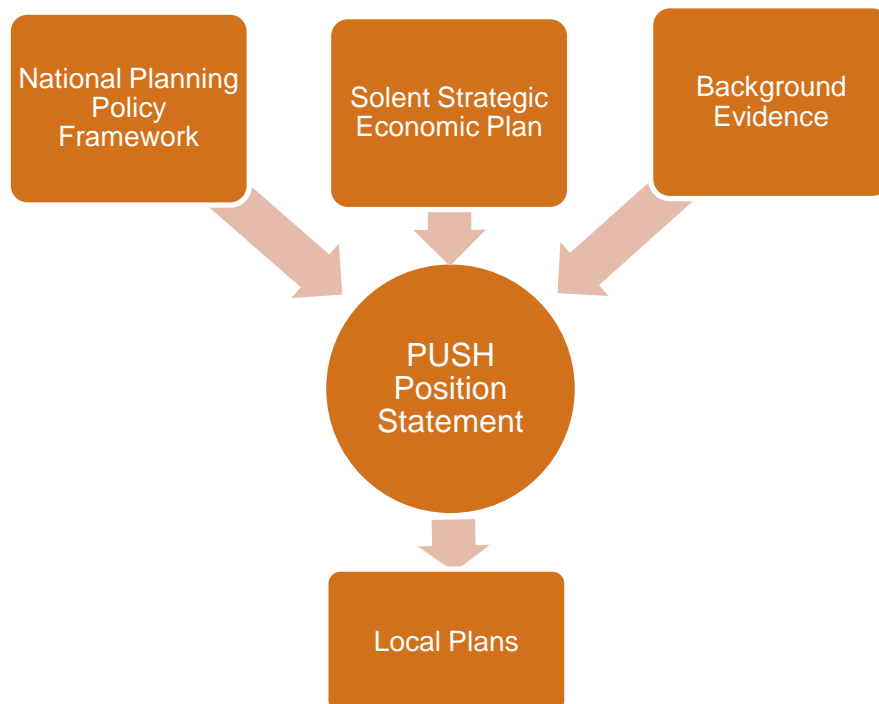 National Planning
Policy
Framework
Solent Strategic
Economic Plan
Background
Evidence
PUSH
Position
Statement
Local Plans